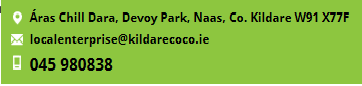 Áras Chill Dara, Devoy Park, Naas, Co. Kildare W91 X77F
localenterprise@kildarecoco.ie
045 980838